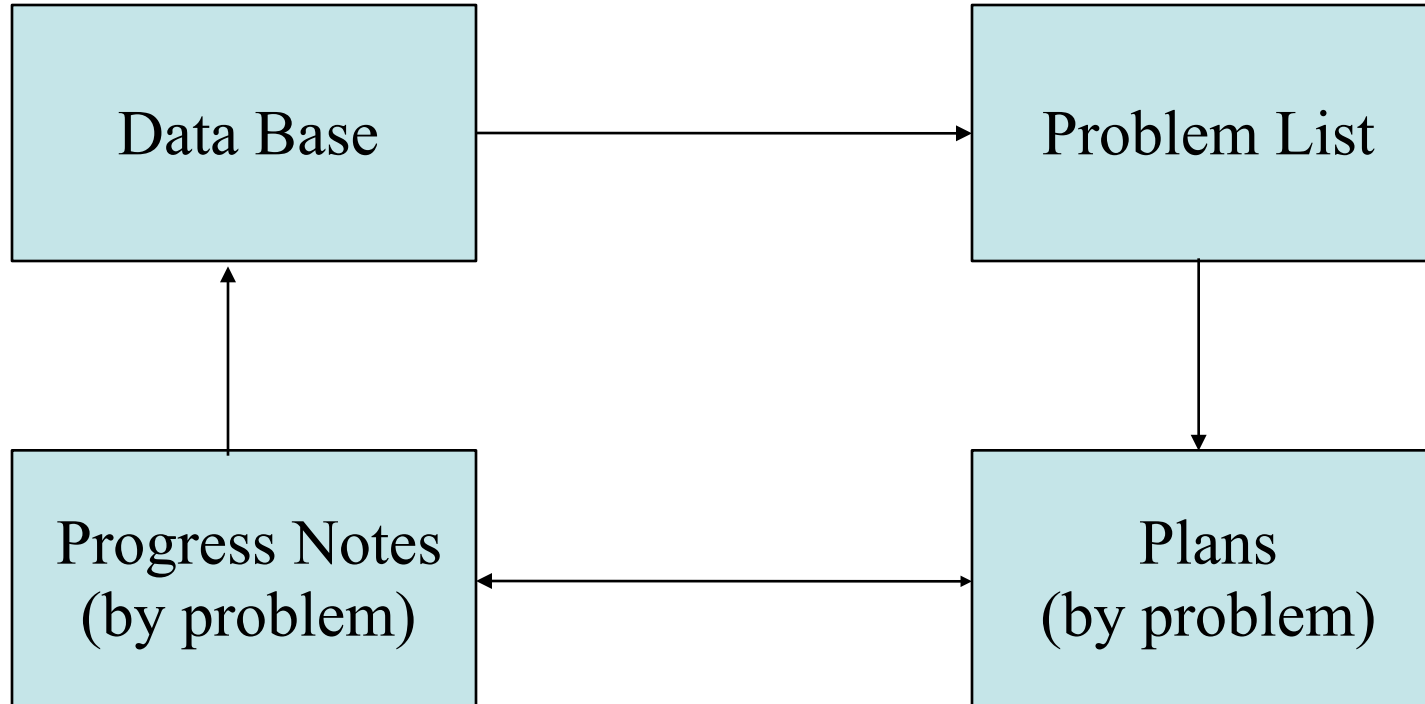 Data Base
Problem List
Progress Notes
(by problem)
Plans
(by problem)